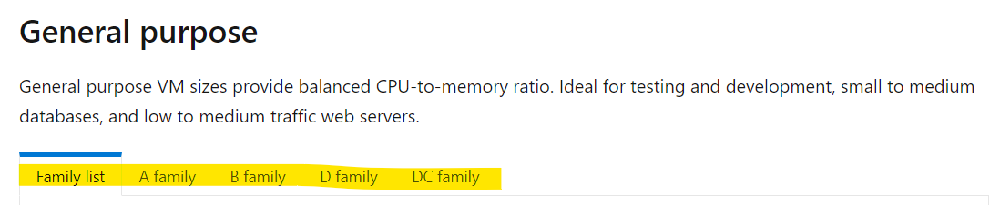 General purpose
General purpose VM sizes provide balanced CPU-to-memory ratio. Ideal for testing and development, small to medium
databases, and low to medium traffic web servers.
Family list A family B family D family DC family